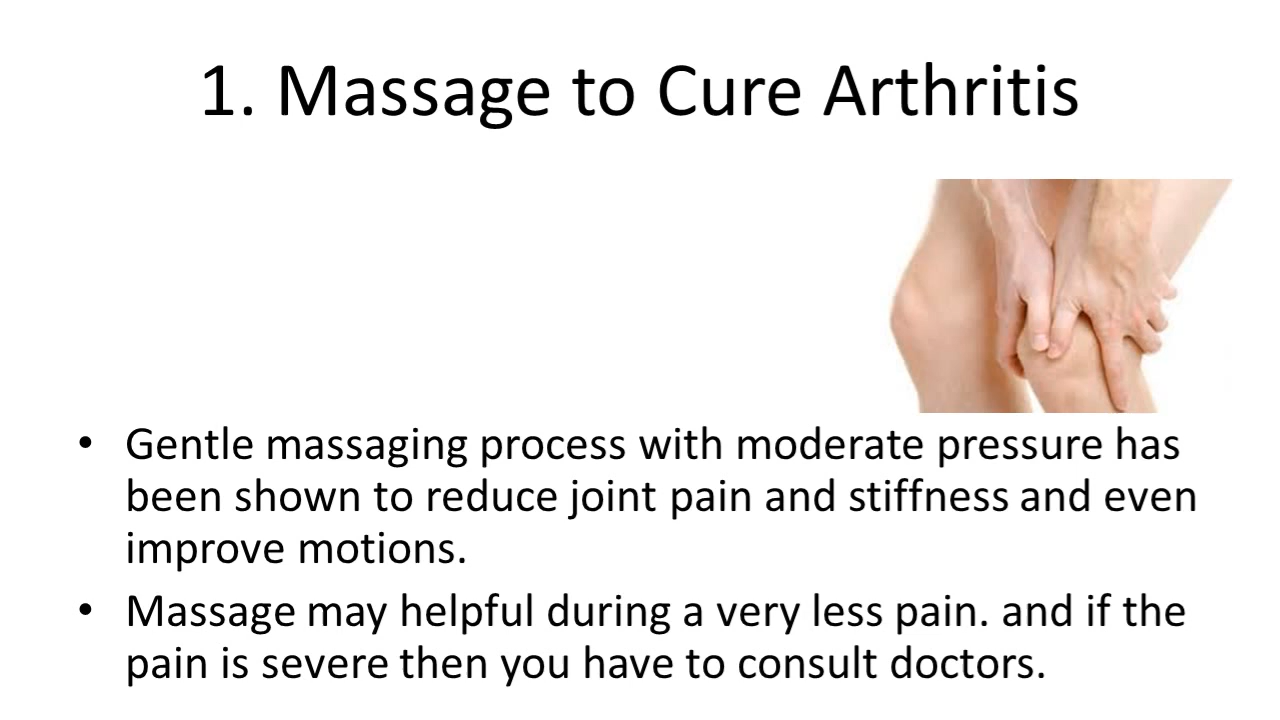 1. Massage to Cure Arthritis
• Gentle massaging process with moderate pressure has
been shown to reduce joint pain and stiffness and even
improve motions.
• Massage may helpful during a very less pain. and if the
pain is severe then you have to consult doctors.